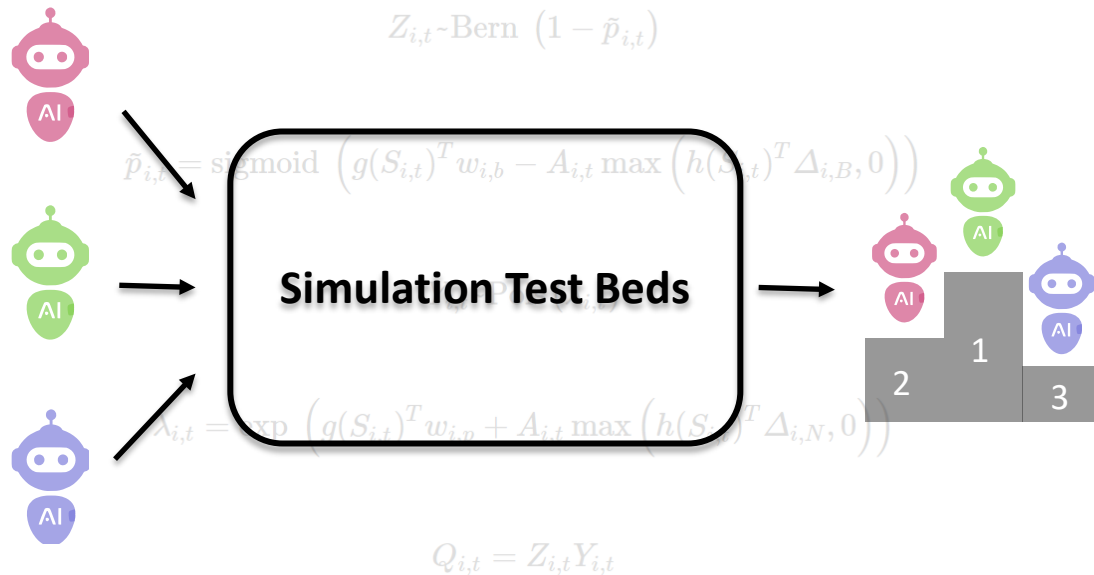 Z_{i,t} ~ Bern (1 − p̃_{i,t})
AI
p̃_{i,t} = sigmoid (g(S_{i,t})^T w_{i,b} − A_{i,t} max (h(S_{i,t})^T Δ_{i,B}, 0))
AI
AI
AI
Simulation Test Beds
AI
1
2
3
λ_{i,t} = exp (g(S_{i,t})^T w_{i,p} + A_{i,t} max (h(S_{i,t})^T Δ_{i,N}, 0))
AI
Q_{i,t} = Z_{i,t} Y_{i,t}